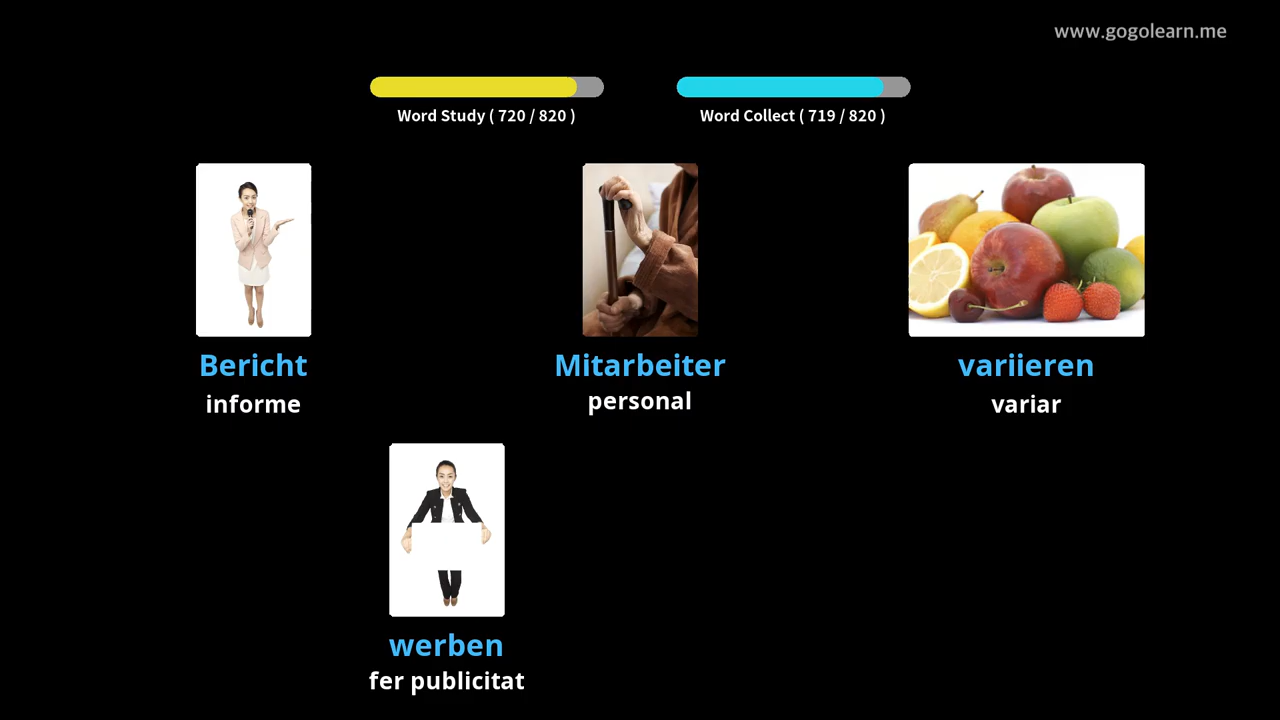 www.gogolearn.me
Word Study ( 720 / 820 )
Word Collect ( 719 / 820 )
Bericht
informe
Mitarbeiter
personal
variieren
variar
werben
fer publicitat